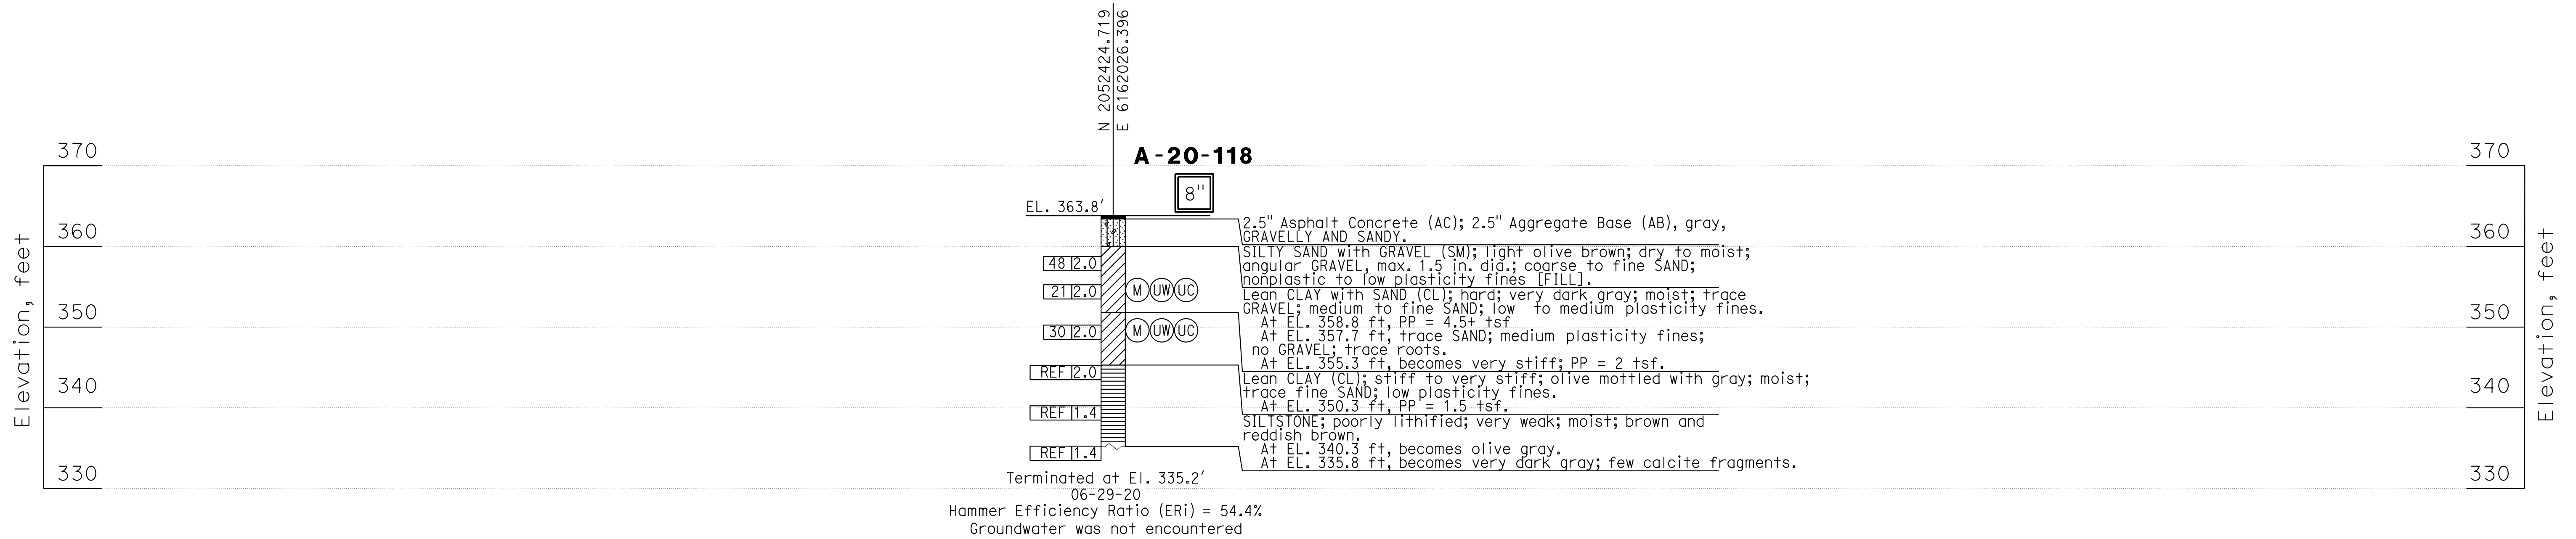 N 2052424.719
E 6162026.396
A-20-118
8"
EL. 363.8'
370
360
350
340
330
Elevation, feet
48 2.0
21 2.0
30 2.0
REF 2.0
REF 1.4
REF 1.4
M UW UC
M UW UC
2.5" Asphalt Concrete (AC); 2.5" Aggregate Base (AB), gray,
GRAVELLY AND SANDY.
SILTY SAND with GRAVEL (SM); light olive brown; dry to moist;
angular GRAVEL, max. 1.5 in. dia.; coarse to fine SAND;
nonplastic to low plasticity fines [FILL].
Lean CLAY with SAND (CL); hard; very dark gray; moist; trace
GRAVEL; medium to fine SAND; low to medium plasticity fines.
At EL. 358.8 ft, PP = 4.5+ tsf
At EL. 357.7 ft, trace SAND; medium plasticity fines;
no GRAVEL; trace roots.
At EL. 355.3 ft, becomes very stiff; PP = 2 tsf.
Lean CLAY (CL); stiff to very stiff; olive mottled with gray; moist;
trace fine SAND; low plasticity fines.
At EL. 350.3 ft, PP = 1.5 tsf.
SILTSTONE; poorly lithified; very weak; moist; brown and
reddish brown.
At EL. 340.3 ft, becomes olive gray.
At EL. 335.8 ft, becomes very dark gray; few calcite fragments.
Terminated at El. 335.2'
06-29-20
Hammer Efficiency Ratio (ERi) = 54.4%
Groundwater was not encountered
370
360
350
340
330
Elevation, feet